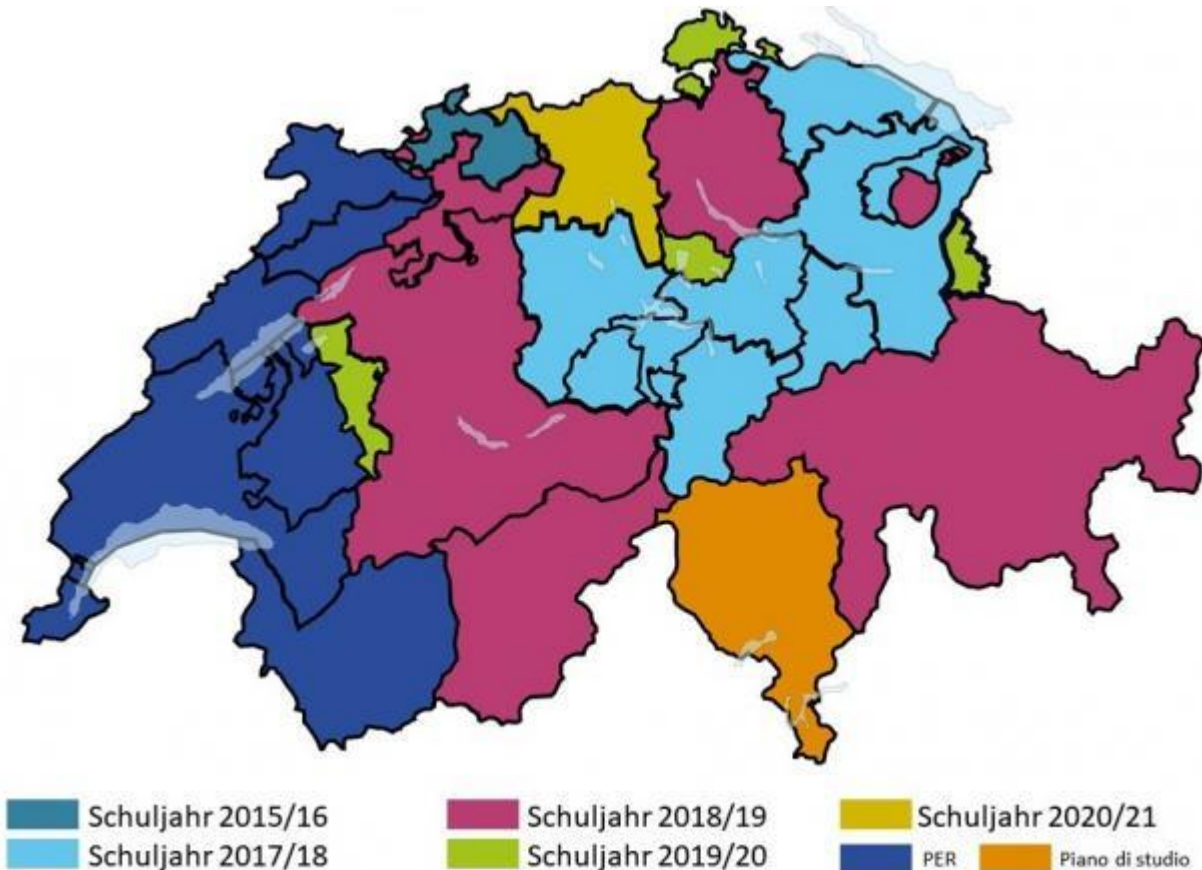 Schuljahr 2015/16
Schuljahr 2018/19
Schuljahr 2020/21
Schuljahr 2017/18
Schuljahr 2019/20
PER
Piano di studio